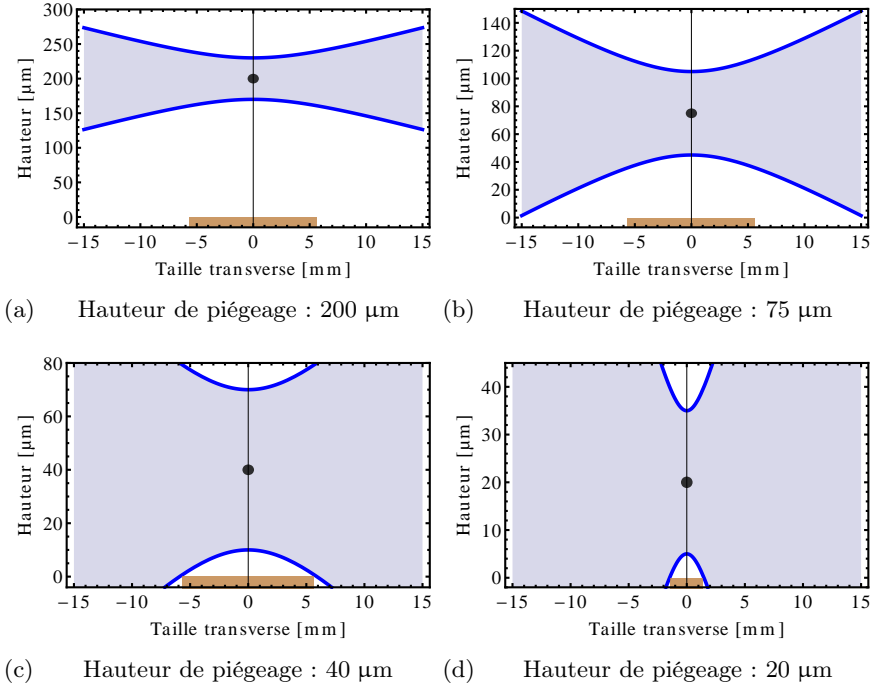 300
250
200
150
100
50
0
Hauteur [μm]
−15 −10 −5 0 5 10 15
Taille transverse [mm]
(a) Hauteur de piégeage : 200 μm
140
120
100
80
60
40
20
0
Hauteur [μm]
−15 −10 −5 0 5 10 15
Taille transverse [mm]
(b) Hauteur de piégeage : 75 μm
80
60
40
20
0
Hauteur [μm]
−15 −10 −5 0 5 10 15
Taille transverse [mm]
(c) Hauteur de piégeage : 40 μm
40
30
20
10
0
Hauteur [μm]
−15 −10 −5 0 5 10 15
Taille transverse [mm]
(d) Hauteur de piégeage : 20 μm